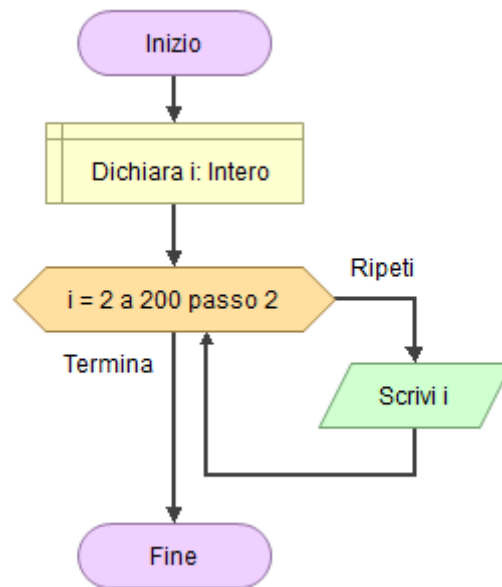 Inizio
Dichiara i: Intero
i = 2 a 200 passo 2
Ripeti
Termina
Scrivi i
Fine